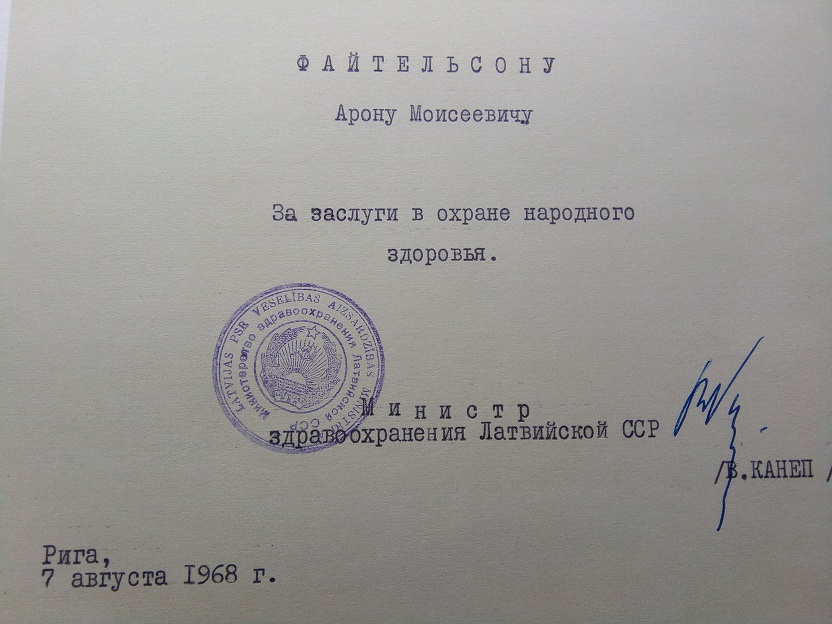 ФАЙТЕЛЬСОНУ
Арону Моисеевичу
За заслуги в охране народного
здоровья.
LATVIJAS PSR VESELĪBAS AIZSARDZĪBAS MINISTRIJA
Министерство здравоохранения Латвийской ССР
Министр
здравоохранения Латвийской ССР
/В.КАНЕП/
Рига,
7 августа 1968 г.